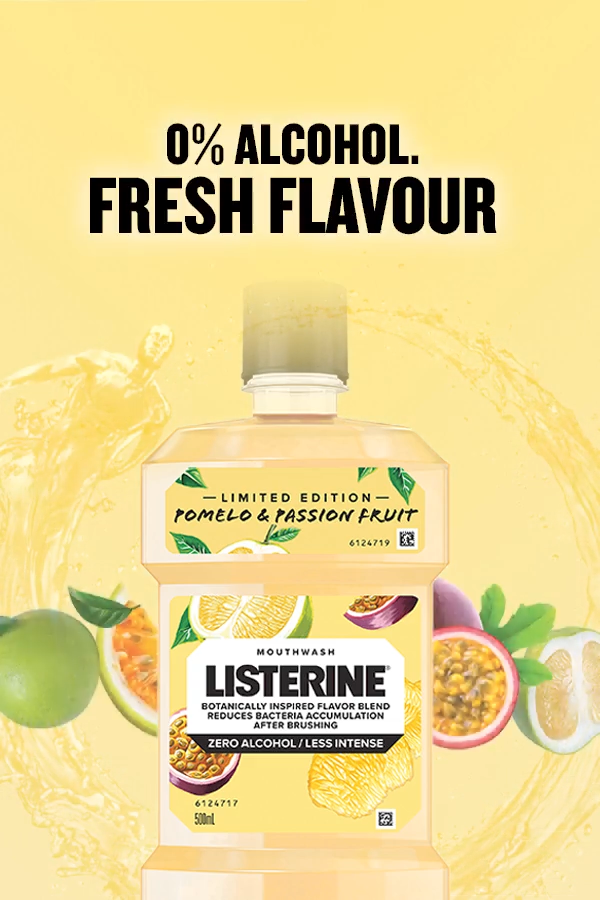 0% ALCOHOL.
FRESH FLAVOUR
—LIMITED EDITION—
POMELO & PASSION FRUIT
6124719
MOUTHWASH
LISTERINE®
BOTANICALLY INSPIRED FLAVOR BLEND
REDUCES BACTERIA ACCUMULATION
AFTER BRUSHING
ZERO ALCOHOL / LESS INTENSE
6124717
500mL